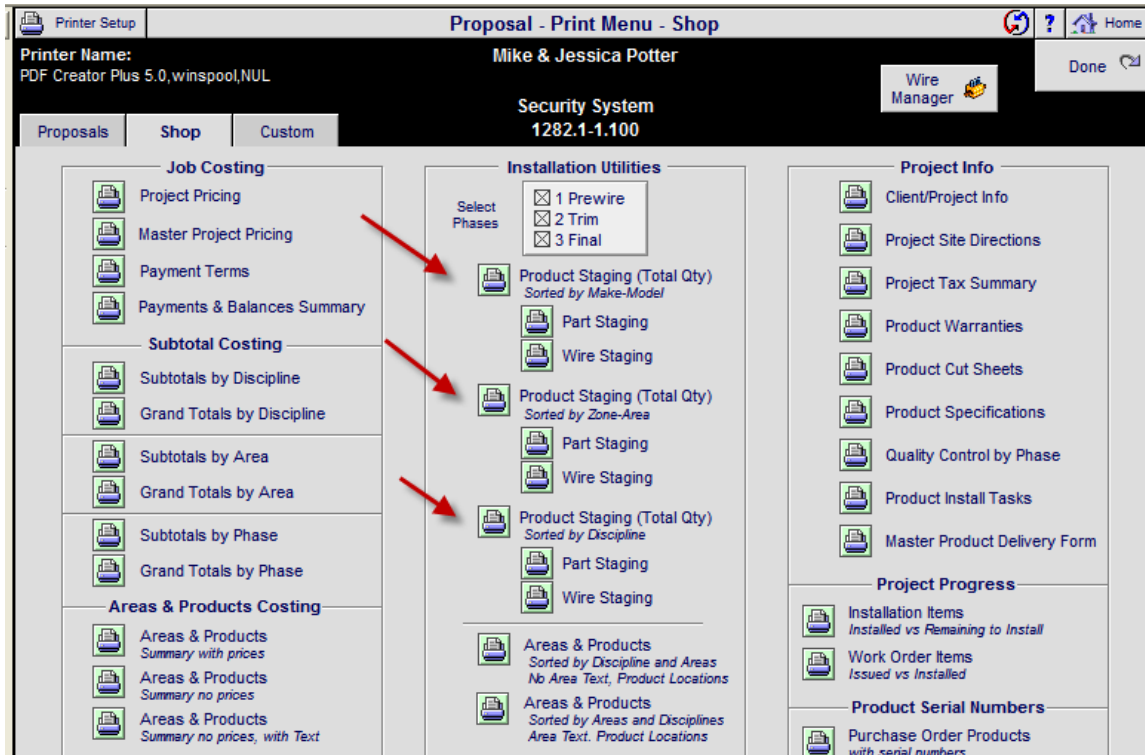 Printer Setup
Proposal - Print Menu - Shop
?
Home
Printer Name:
PDF Creator Plus 5.0,winspool,NUL
Mike & Jessica Potter
Security System
1282.1-1.100
Wire
Manager
Done
Proposals
Shop
Custom
Job Costing
Project Pricing
Master Project Pricing
Payment Terms
Payments & Balances Summary
Subtotal Costing
Subtotals by Discipline
Grand Totals by Discipline
Subtotals by Area
Grand Totals by Area
Subtotals by Phase
Grand Totals by Phase
Areas & Products Costing
Areas & Products
Summary with prices
Areas & Products
Summary no prices
Areas & Products
Summary no prices, with Text
Installation Utilities
Select
Phases
1 Prewire
2 Trim
3 Final
Product Staging (Total Qty)
Sorted by Make-Model
Part Staging
Wire Staging
Product Staging (Total Qty)
Sorted by Zone-Area
Part Staging
Wire Staging
Product Staging (Total Qty)
Sorted by Discipline
Part Staging
Wire Staging
Areas & Products
Sorted by Discipline and Areas
No Area Text, Product Locations
Areas & Products
Sorted by Areas and Disciplines
Area Text. Product Locations
Project Info
Client/Project Info
Project Site Directions
Project Tax Summary
Product Warranties
Product Cut Sheets
Product Specifications
Quality Control by Phase
Product Install Tasks
Master Product Delivery Form
Project Progress
Installation Items
Installed vs Remaining to Install
Work Order Items
Issued vs Installed
Product Serial Numbers
Purchase Order Products
with serial numbers